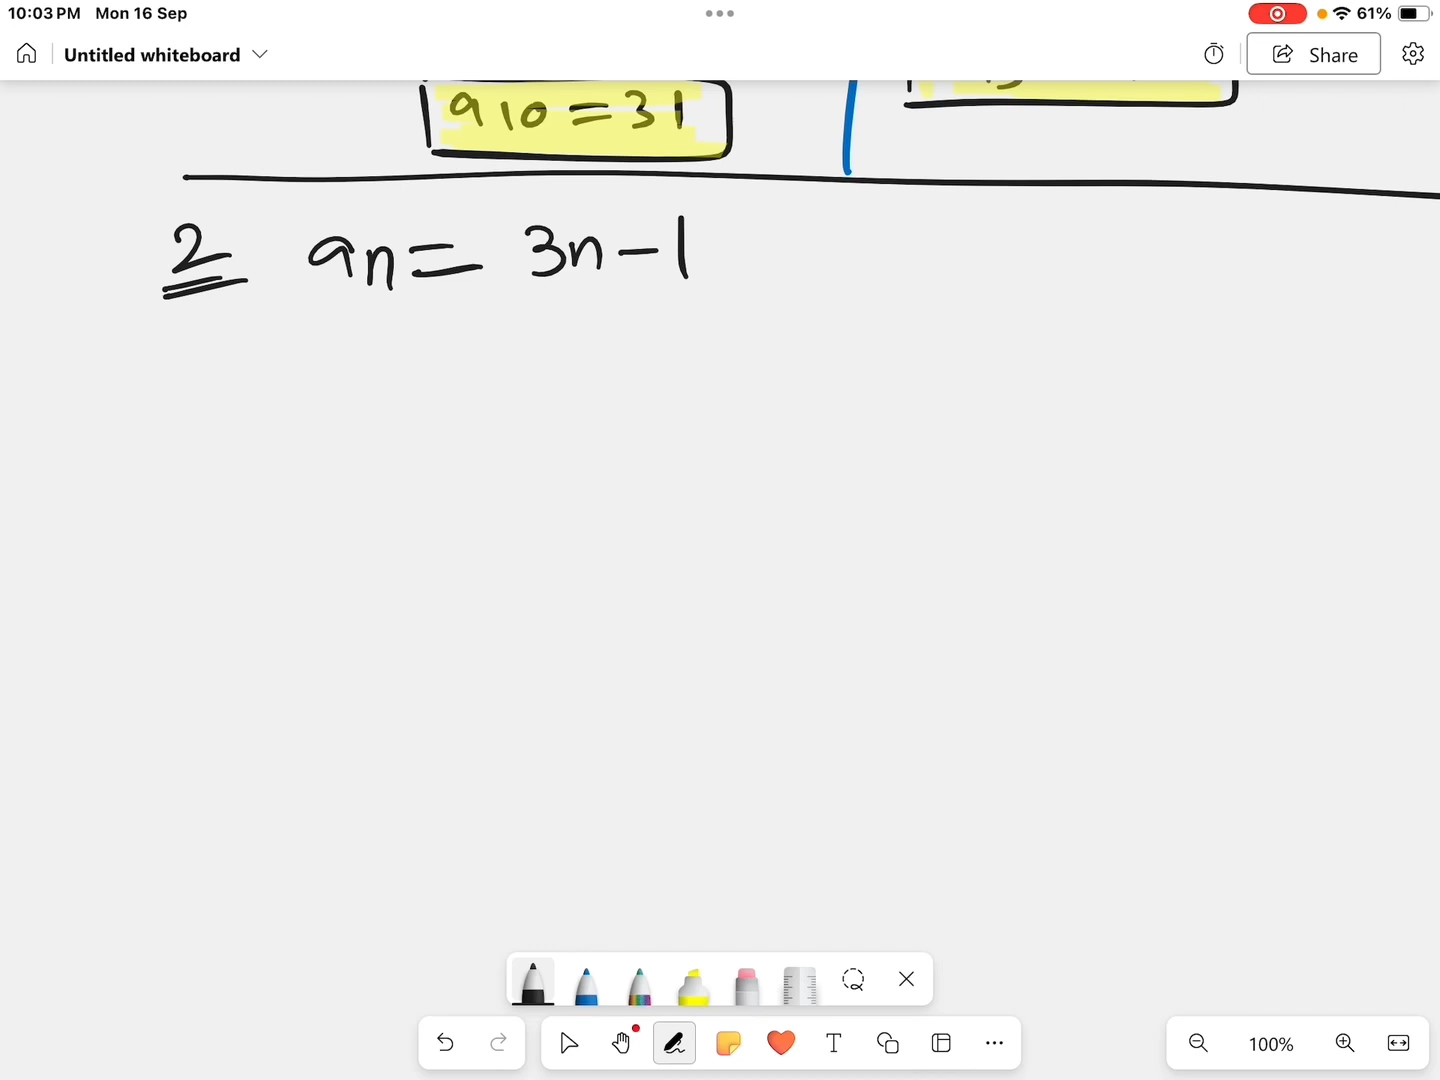 10:03 PM Mon 16 Sep
61%
Untitled whiteboard
Share
a10 = 31
2 an = 3n - 1
100%